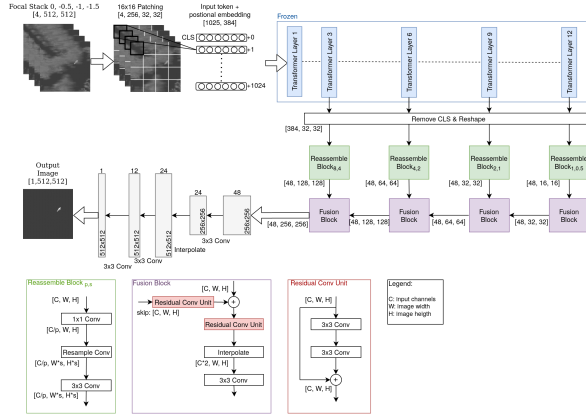 Focal Stack 0, -0.5, -1, -1.5
[4, 512, 512]
16x16 Patching
[4, 256, 32, 32]
Input token +
postional embedding
[1025, 384]
CLS
+0
+1
+1024
Frozen
Transformer Layer 1
Transformer Layer 3
Transformer Layer 6
Transformer Layer 9
Transformer Layer 12
Remove CLS & Reshape
[384, 32, 32]
Reassemble
Block8,4
Reassemble
Block4,2
Reassemble
Block2,1
Reassemble
Block1,0.5
[48, 128, 128]
[48, 64, 64]
[48, 32, 32]
[48, 16, 16]
Fusion
Block
Fusion
Block
Fusion
Block
Fusion
Block
[48, 256, 256]
[48, 128, 128]
[48, 64, 64]
[48, 32, 32]
Output
Image
[1,512,512]
1
12
24
24
48
512x512
512x512
512x512
256x256
256x256
3x3 Conv
3x3 Conv
Interpolate
3x3 Conv
Reassemble Block p,s
[C, W, H]
1x1 Conv
[C/p, W, H]
Resample Conv
[C/p, W*s, H*s]
3x3 Conv
[C/p, W*s, H*s]
Fusion Block
[C, W, H]
Residual Conv Unit
+
skip: [C, W, H]
Residual Conv Unit
Interpolate
[C*2, W, H]
3x3 Conv
Residual Conv Unit
[C, W, H]
3x3 Conv
3x3 Conv
+
[C, W, H]
Legend:
C: Input channels
W: Image width
H: Image heigth